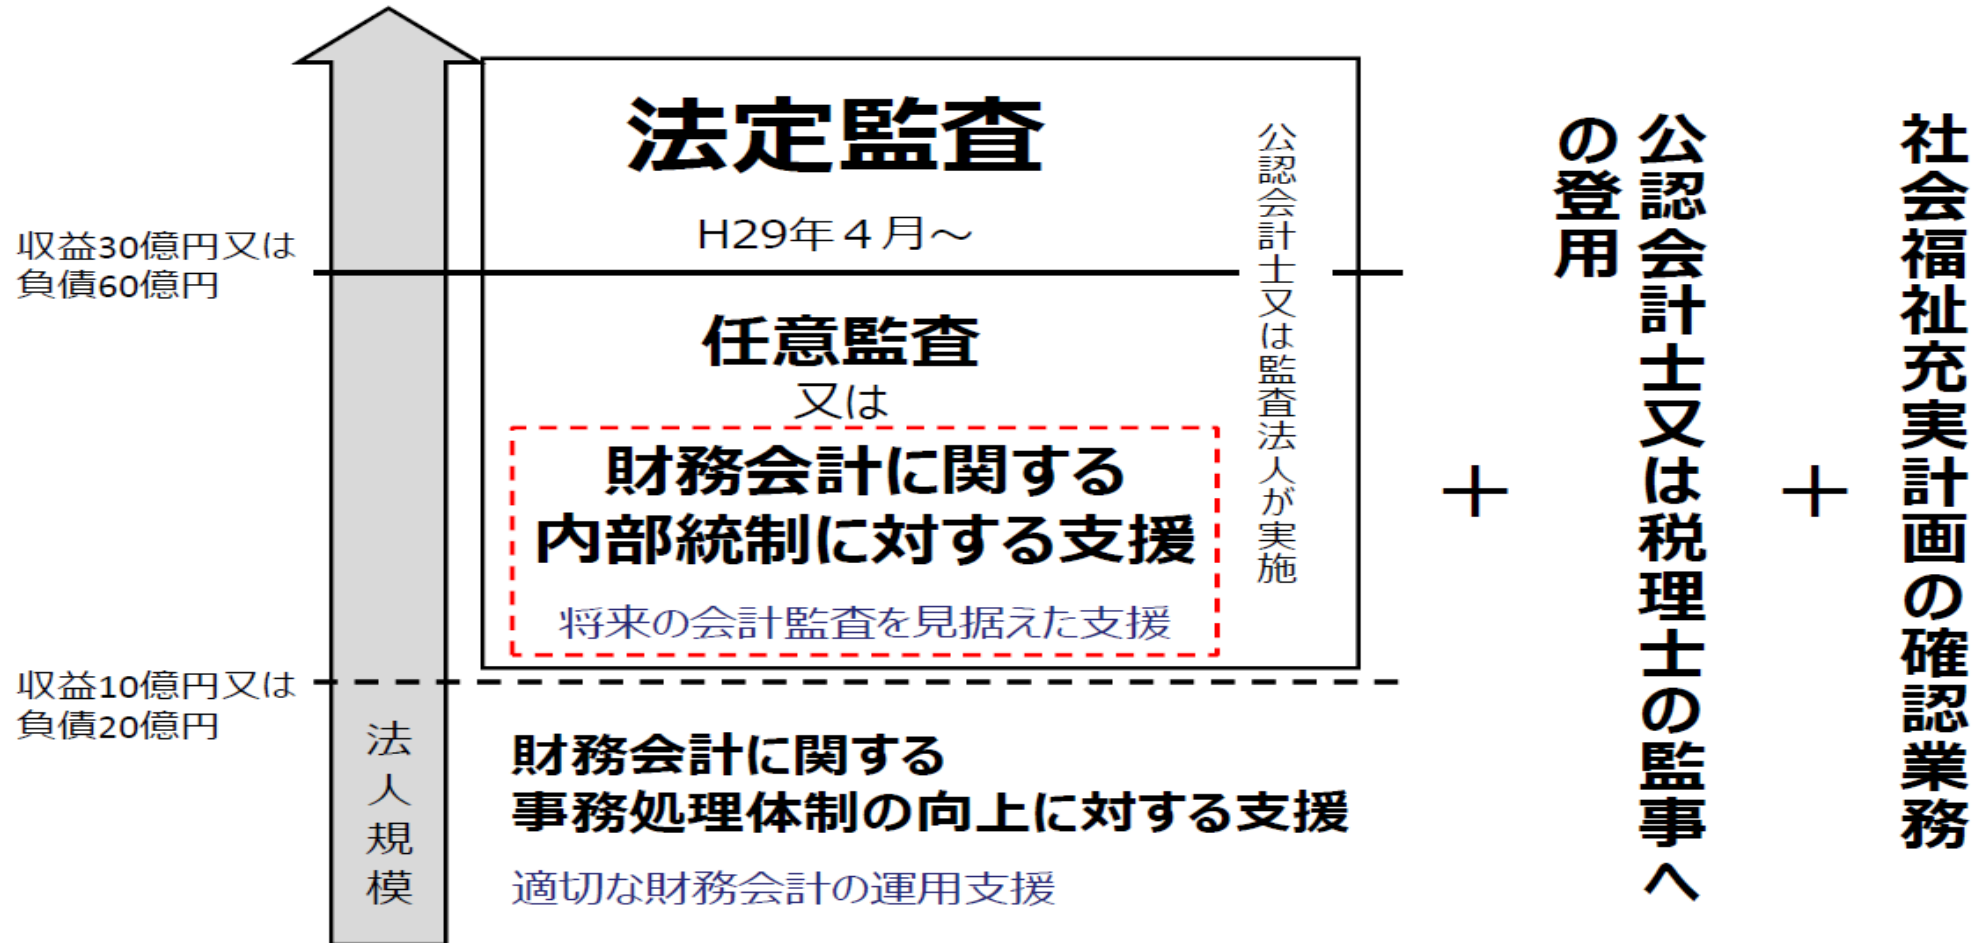 法定監査
H29年４月～
収益30億円又は
負債60億円
任意監査
又は
財務会計に関する
内部統制に対する支援
将来の会計監査を見据えた支援
公認会計士又は監査法人が実施
収益10億円又は
負債20億円
法人規模
財務会計に関する
事務処理体制の向上に対する支援
適切な財務会計の運用支援
＋
公認会計士又は税理士の監事へ
の登用
＋
社会福祉充実計画の確認業務